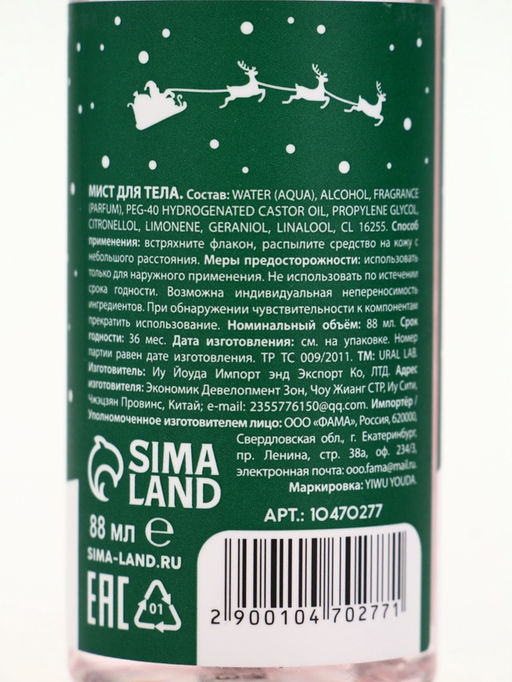 МИСТ ДЛЯ ТЕЛА. Состав: WATER (AQUA), ALCOHOL, FRAGRANCE
(PARFUM), PEG-40 HYDROGENATED CASTOR OIL, PROPYLENE GLYCOL,
CITRONELLOL, LIMONENE, GERANIOL, LINALOOL, CL 16255. Способ
применения: встряхните флакон, распылите средство на кожу с
небольшого расстояния. Меры предосторожности: использовать
только для наружного применения. Не использовать по истечении
срока годности. Возможна индивидуальная непереносимость
ингредиентов. При обнаружении чувствительности к компонентам
прекратить использование. Номинальный объём: 88 мл. Срок
годности: 36 мес. Дата изготовления: см. на упаковке. Номер
партии равен дате изготовления. ТР ТС 009/2011. ТМ: URAL LAB.
Изготовитель: Иу Йоуда Импорт энд Экспорт Ко, ЛТД. Адрес
изготовителя: Экономик Девелопмент Зон, Чоу Жианг СТР, Иу Сити,
Чжэцзян Провинс, Китай; e-mail: 2355776150@qq.com. Импортёр/
Уполномоченное изготовителем лицо: ООО «ФАМА», Россия, 620000,
Свердловская обл., г. Екатеринбург,
пр. Ленина, стр. 38а, оф. 234/3,
электронная почта: ooo.fama@mail.ru.
Маркировка: YIWU YOUDA.
SIMA
LAND
АРТ.: 10470277
88 мл e
SIMA-LAND.RU
EAC
01
2 900104 702771